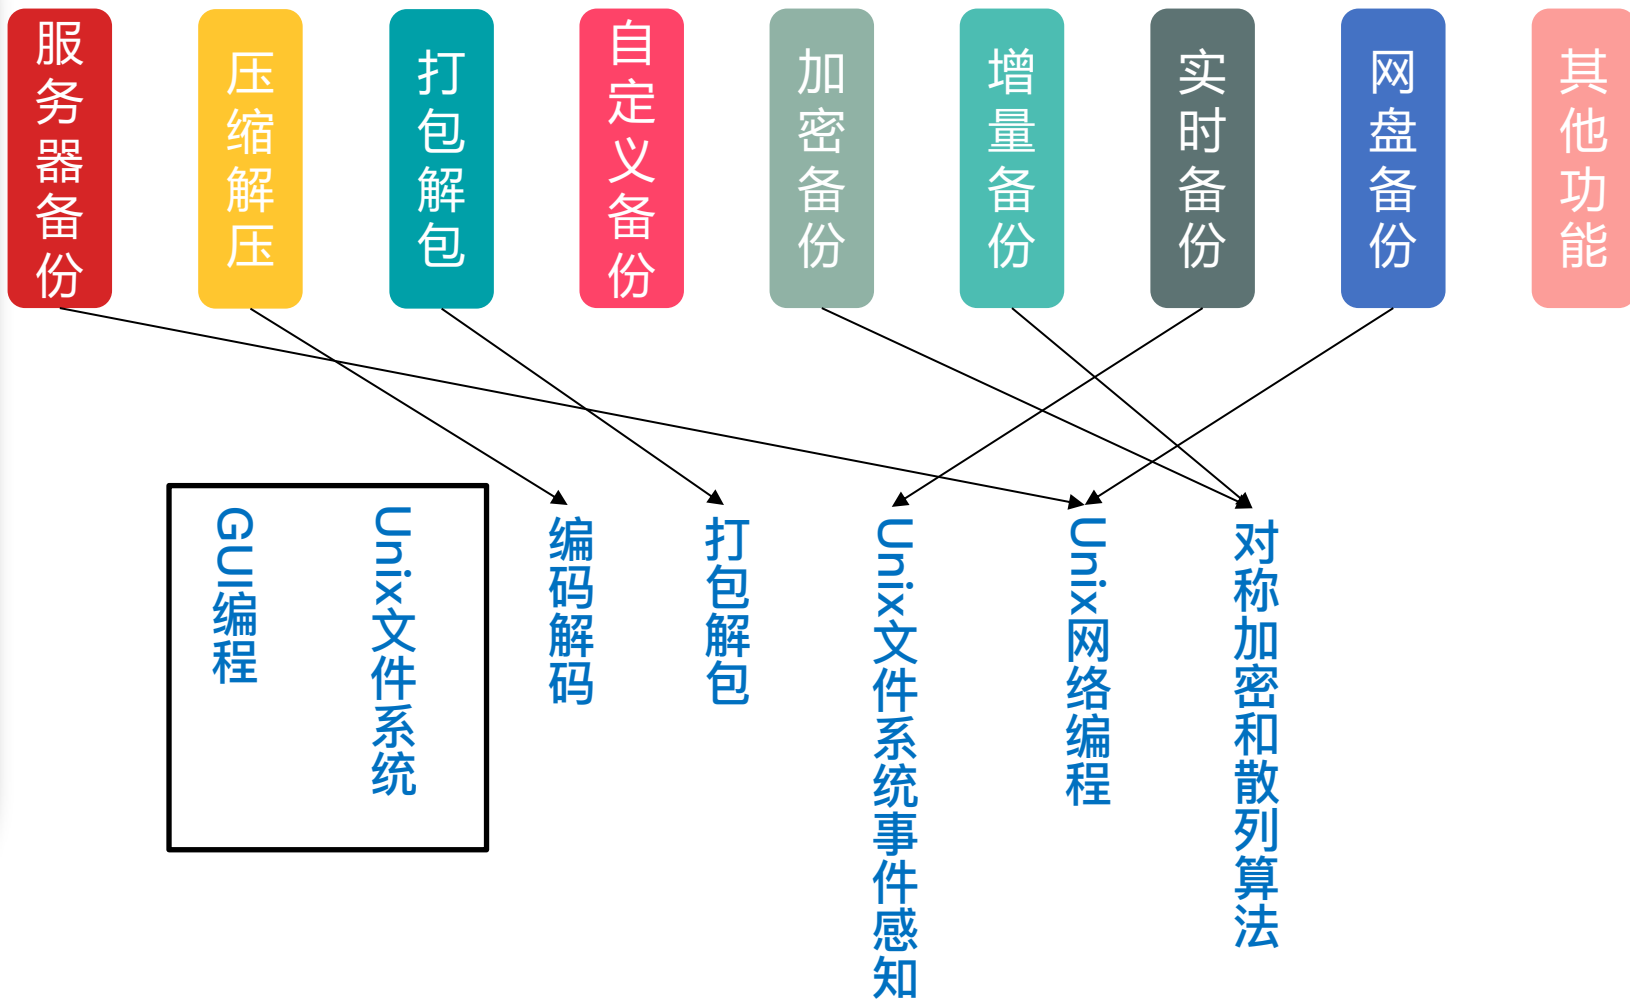 服务器备份
压缩解压
打包解包
自定义备份
加密备份
增量备份
实时备份
网盘备份
其他功能
GUI编程
Unix文件系统
编码解码
打包解包
Unix文件系统事件感知
Unix网络编程
对称加密和散列算法